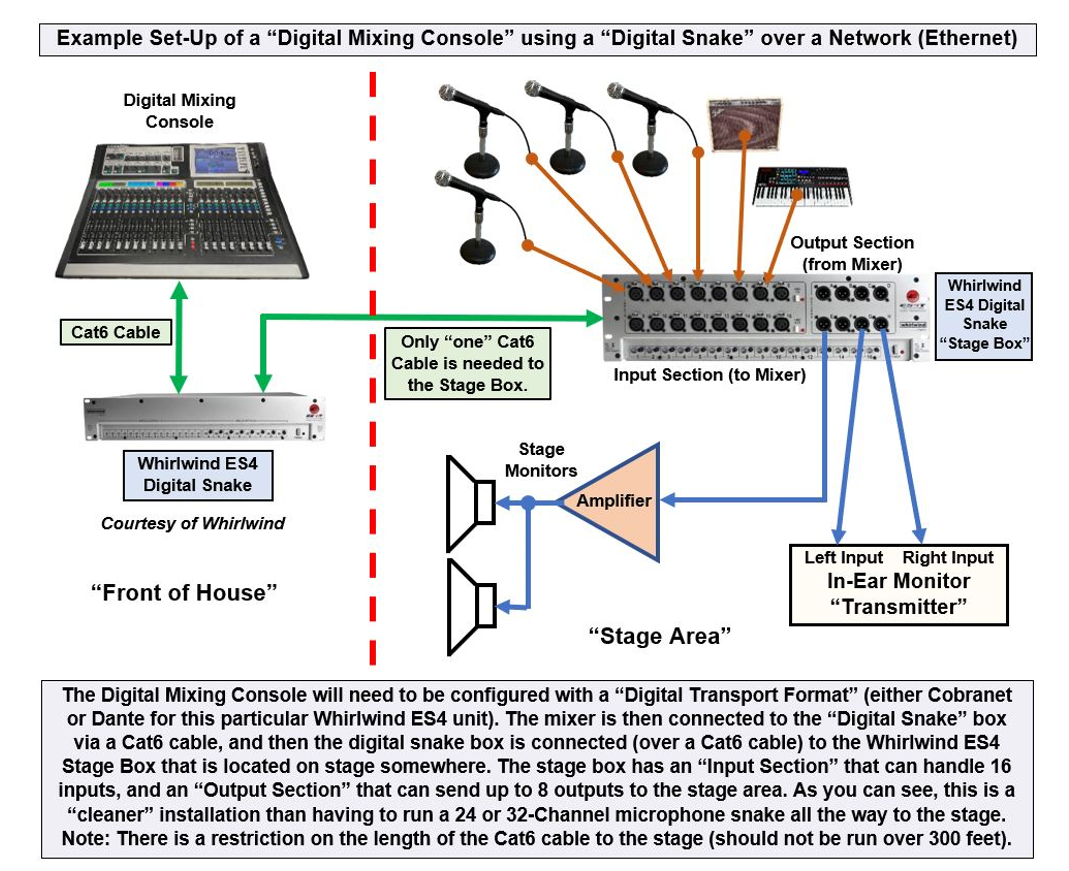 Example Set-Up of a “Digital Mixing Console” using a “Digital Snake” over a Network (Ethernet)
Digital Mixing
Console
Cat6 Cable
Whirlwind ES4
Digital Snake
Courtesy of Whirlwind
“Front of House”
Only “one” Cat6
Cable is needed to
the Stage Box.
Output Section
(from Mixer)
Whirlwind
ES4 Digital
Snake
“Stage Box”
whirlwind
Input Section (to Mixer)
Stage
Monitors
Amplifier
Left Input
Right Input
In-Ear Monitor
“Transmitter”
“Stage Area”
The Digital Mixing Console will need to be configured with a “Digital Transport Format” (either Cobranet
or Dante for this particular Whirlwind ES4 unit). The mixer is then connected to the “Digital Snake” box
via a Cat6 cable, and then the digital snake box is connected (over a Cat6 cable) to the Whirlwind ES4
Stage Box that is located on stage somewhere. The stage box has an “Input Section” that can handle 16
inputs, and an “Output Section” that can send up to 8 outputs to the stage area. As you can see, this is a
“cleaner” installation than having to run a 24 or 32-Channel microphone snake all the way to the stage.
Note: There is a restriction on the length of the Cat6 cable to the stage (should not be run over 300 feet).